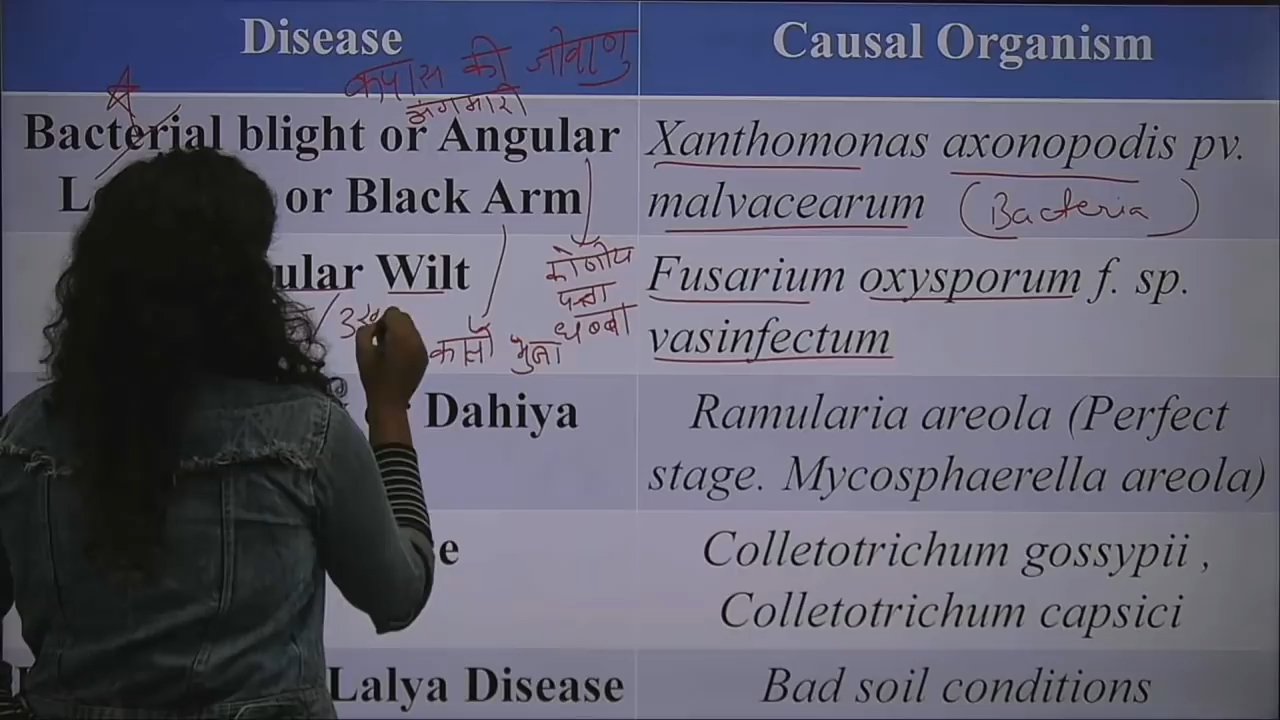 Disease
Causal Organism
कपास की जीवाणु
अंगमारी
Bacterial blight or Angular
or Black Arm
Xanthomonas axonopodis pv.
malvacearum (Bacteria)
ular Wilt
कोणीय
पत्ता
धब्बा
काली भुजा
Fusarium oxysporum f. sp.
vasinfectum
Dahiya
Ramularia areola (Perfect
stage. Mycosphaerella areola)
e
Colletotrichum gossypii ,
Colletotrichum capsici
Lalya Disease
Bad soil conditions